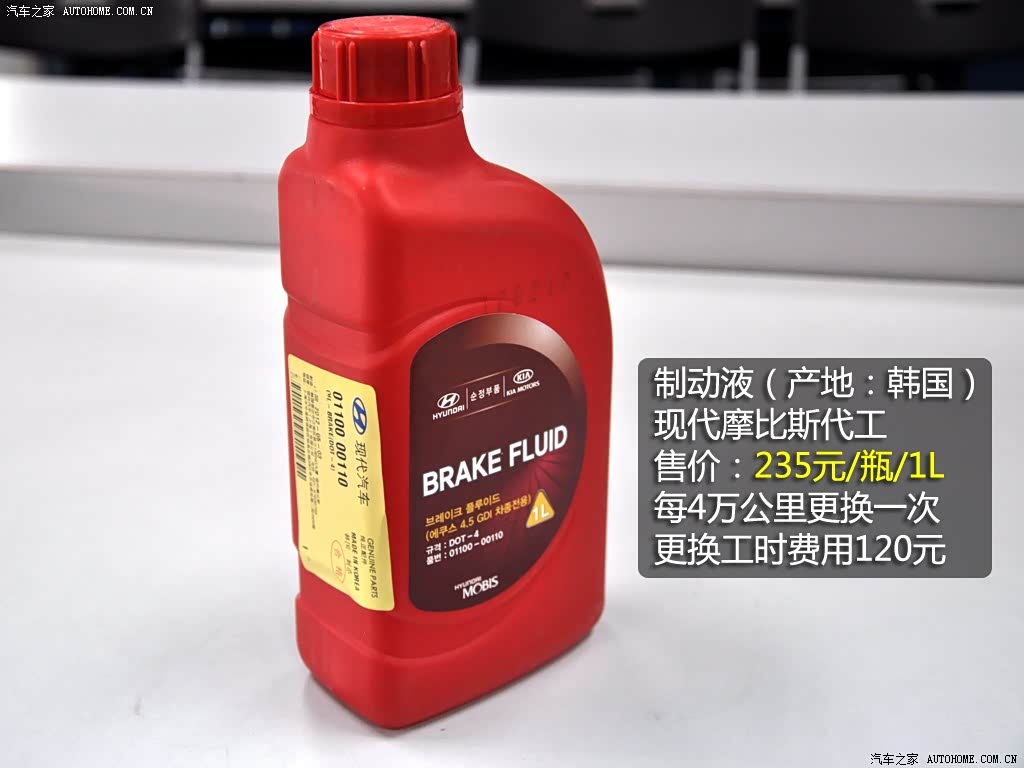 汽车之家 AUTOHOME.COM.CN
HYUNDAI
순정부품
KIA
KIA MOTORS
BRAKE FLUID
브레이크 플루이드
(에쿠스 4.5 GDI 차종전용)
1L
규격 : DOT-4
품번 : 01100-00110
HYUNDAI
MOBIS
现代汽车
01100 00110
GENUINE PARTS
MADE IN KOREA
合格
制动液（产地：韩国）
现代摩比斯代工
售价：235元/瓶/1L
每4万公里更换一次
更换工时费用120元
汽车之家 AUTOHOME.COM.CN